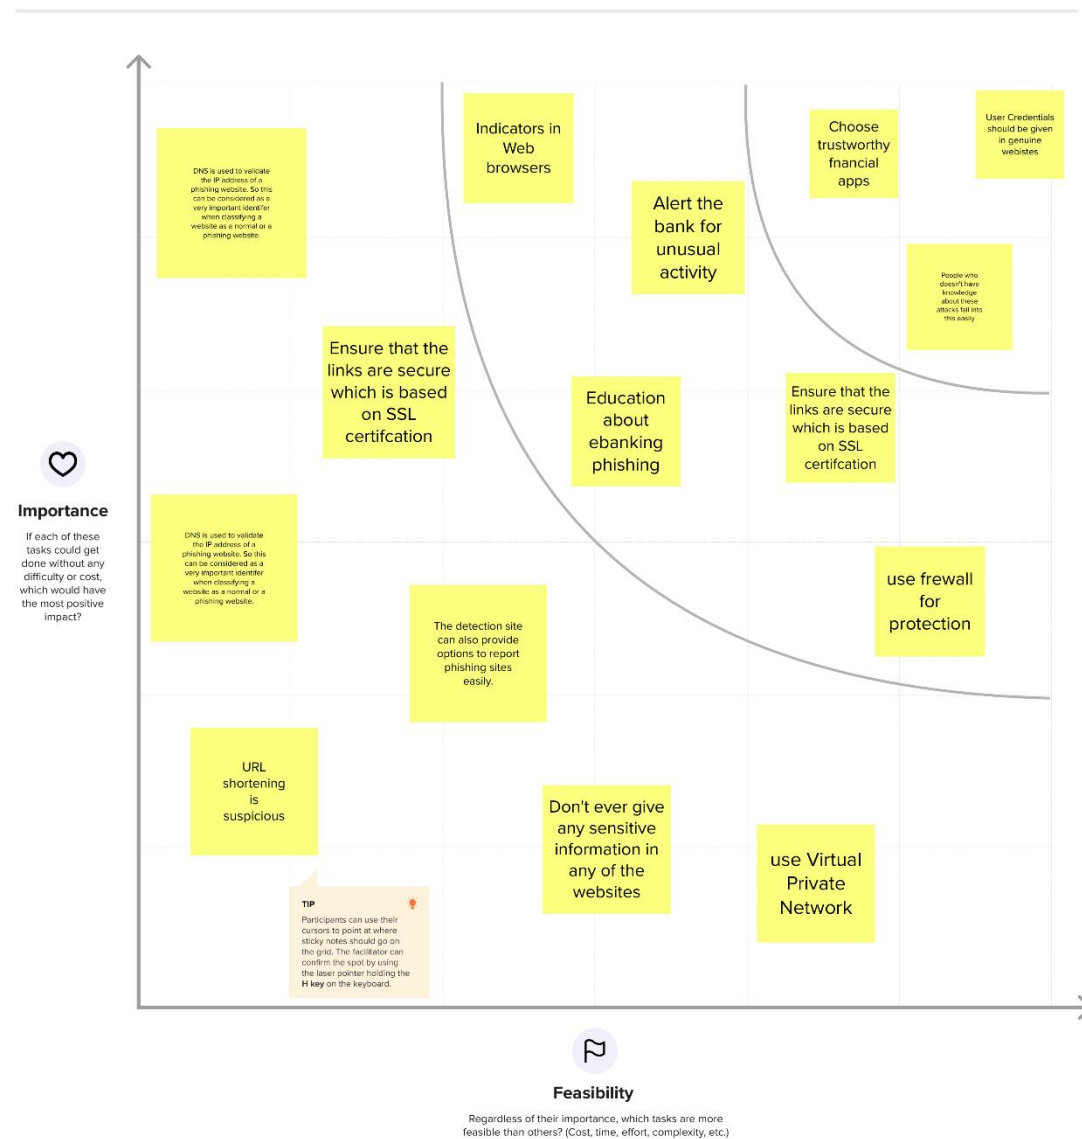 Indicators in
Web
browsers
Choose
trustworthy
fnancial
apps
User Credentials
should be given
in genuine
webistes
DNS is used to validate
the IP address of a
phishing website. So this
can be considered as a
very important identifer
when classifying a
website as a normal or a
phishing website.
Alert the
bank for
unusual
activity
People who
doesn't have
knowledge
about these
attacks fall into
this easily
Ensure that the
links are secure
which is based
on SSL
certifcation
Education
about
ebanking
phishing
Ensure that the
links are secure
which is based
on SSL
certifcation
Importance
If each of these
tasks could get
done without any
difficulty or cost,
which would have
the most positive
impact?
DNS is used to validate
the IP address of a
phishing website. So this
can be considered as a
very important identifer
when classifying a
website as a normal or a
phishing website.
use frewall
for
protection
The detection site
can also provide
options to report
phishing sites
easily.
URL
shortening
is
suspicious
Don't ever give
any sensitive
information in
any of the
websites
use Virtual
Private
Network
TIP
Participants can use their
cursors to point at where
sticky notes should go on
the grid. The facilitator can
confirm the spot by using
the laser pointer holding the
H key on the keyboard.
Feasibility
Regardless of their importance, which tasks are more
feasible than others? (Cost, time, effort, complexity, etc.)